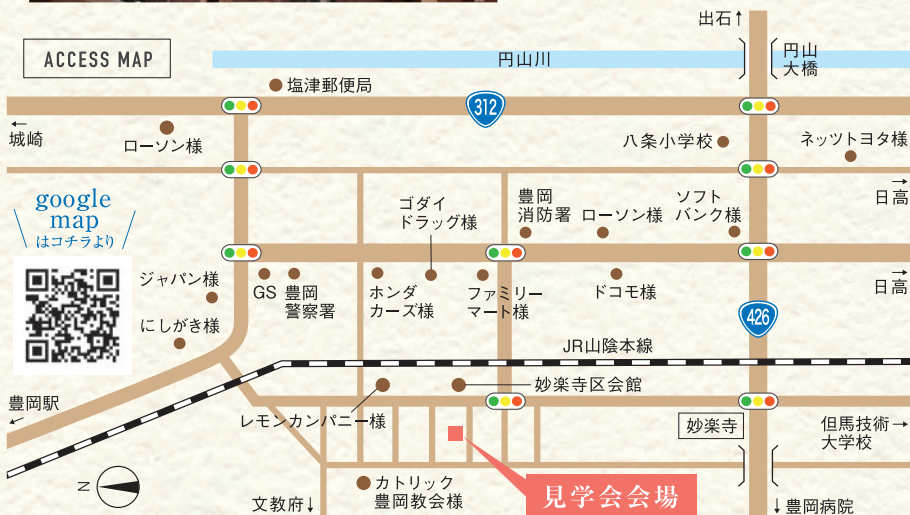 出石↑
ACCESS MAP
円山川
円山
大橋
塩津郵便局
312
←
城崎
ローソン様
八条小学校
ネッツトヨタ様
→
日高
google
map
はコチラより
ゴダイ
ドラッグ様
豊岡
消防署
ローソン様
ソフト
バンク様
ジャパン様
GS
豊岡
警察署
ホンダ
カーズ様
ファミリー
マート様
ドコモ様
→
日高
にしがき様
426
JR山陰本線
豊岡駅
←
レモンカンパニー様
妙楽寺区会館
妙楽寺
但馬技術→
大学校
N
カトリック
豊岡教会様
文教府↓
見学会会場
↓豊岡病院